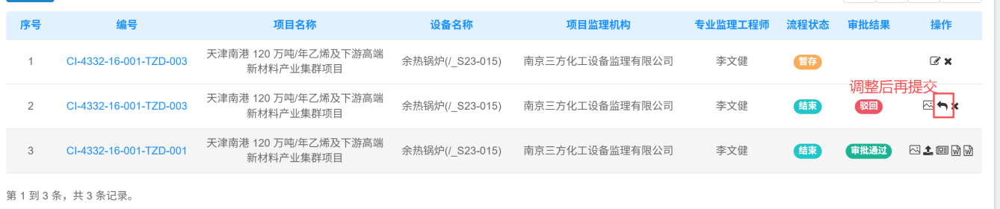 序号 编号 项目名称 设备名称 项目监理机构 专业监理工程师 流程状态 审批结果 操作
1 CI-4332-16-001-TZD-003 天津南港 120 万吨/年乙烯及下游高端 余热锅炉(/_S23-015) 南京三方化工设备监理有限公司 李文健 暂存
新材料产业集群项目
调整后再提交
2 CI-4332-16-001-TZD-003 天津南港 120 万吨/年乙烯及下游高端 余热锅炉(/_S23-015) 南京三方化工设备监理有限公司 李文健 结束 驳回
新材料产业集群项目
3 CI-4332-16-001-TZD-001 天津南港 120 万吨/年乙烯及下游高端 余热锅炉(/_S23-015) 南京三方化工设备监理有限公司 李文健 结束 审批通过
新材料产业集群项目
第 1 到 3 条，共 3 条记录。